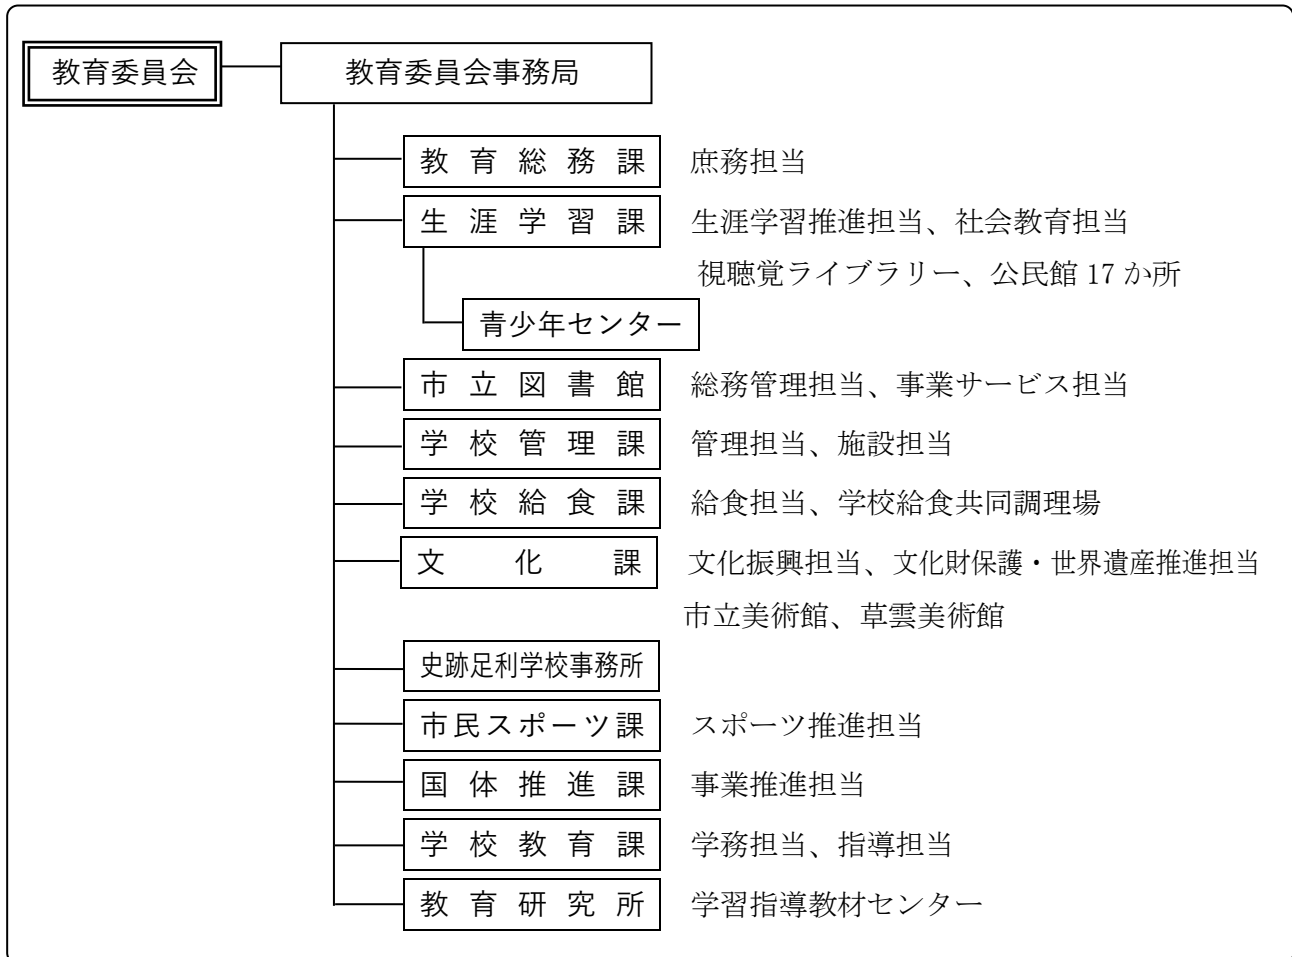 教育委員会 教育委員会事務局
教育総務課 庶務担当
生涯学習課 生涯学習推進担当、社会教育担当
視聴覚ライブラリー、公民館 17 か所
青少年センター
市立図書館 総務管理担当、事業サービス担当
学校管理課 管理担当、施設担当
学校給食課 給食担当、学校給食共同調理場
文化課 文化振興担当、文化財保護・世界遺産推進担当
市立美術館、草雲美術館
史跡足利学校事務所
市民スポーツ課 スポーツ推進担当
国体推進課 事業推進担当
学校教育課 学務担当、指導担当
教育研究所 学習指導教材センター